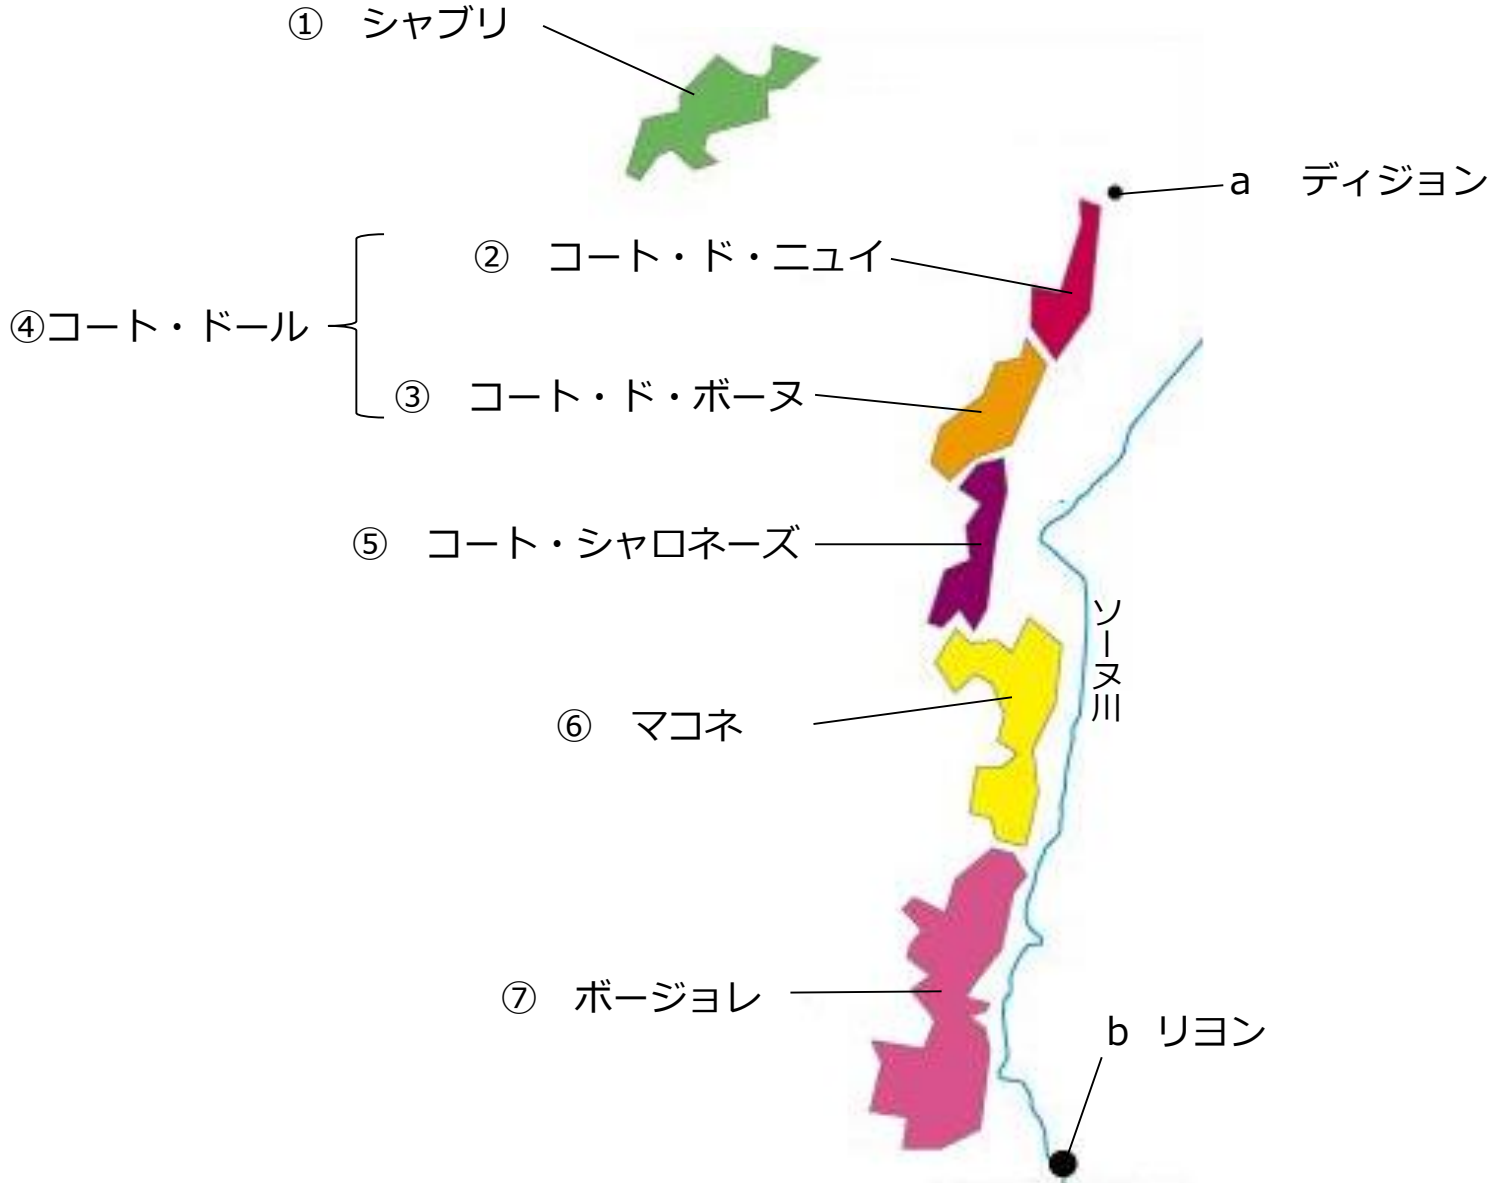 ① シャブリ
a ディジョン
② コート・ド・ニュイ
④コート・ドール
③ コート・ド・ボーヌ
⑤ コート・シャロネーズ
ソーヌ川
⑥ マコネ
⑦ ボージョレ
b リヨン